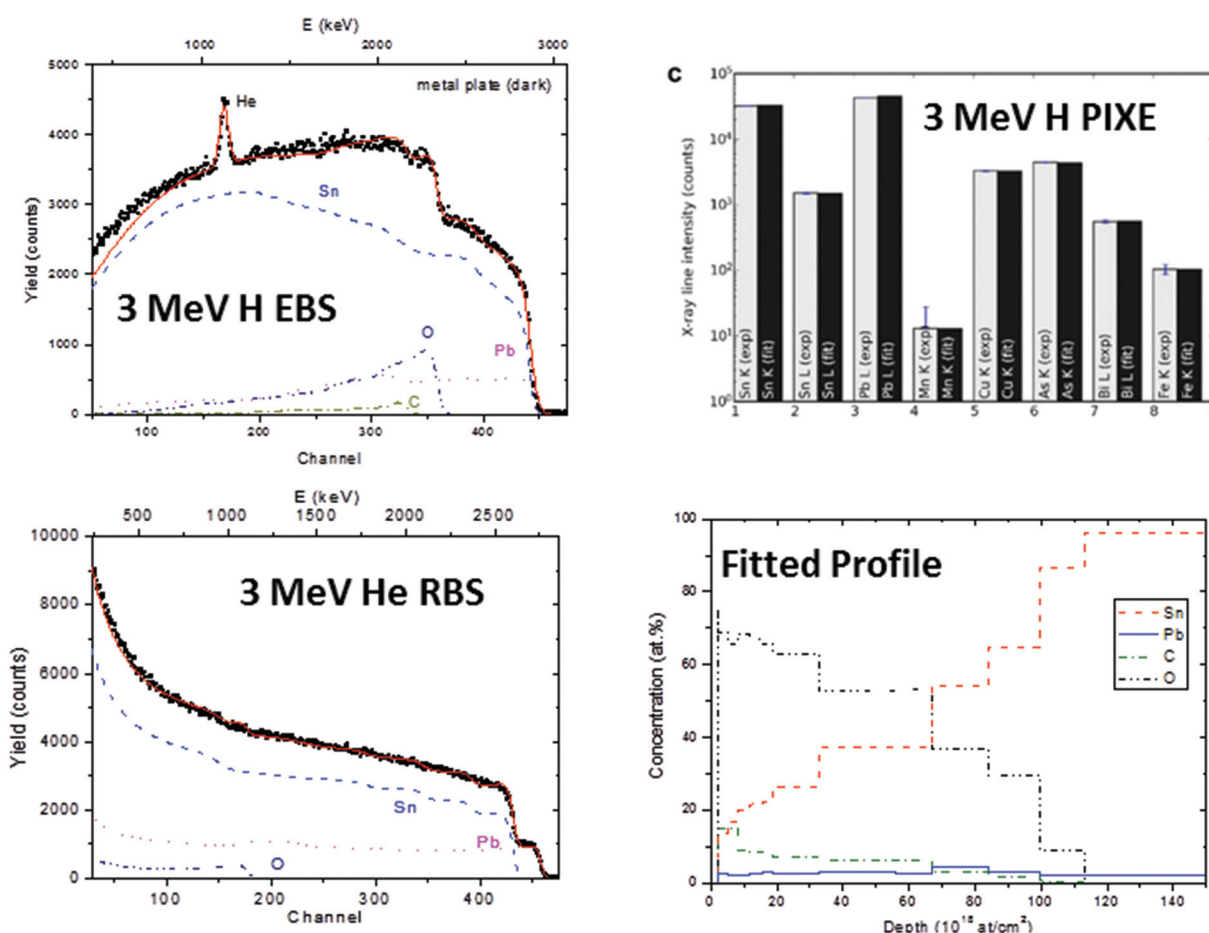 E (keV)
1000
2000
3000
5000
4000
3000
2000
1000
0
Yield (counts)
metal plate (dark)
He
Sn
3 MeV H EBS
O
Pb
C
100
200
300
400
Channel
c
10⁵
10⁴
10³
10²
10¹
10⁰
X-ray line intensity (counts)
3 MeV H PIXE
Sn K (exp)
Sn K (fit)
Sn L (exp)
Sn L (fit)
Pb L (exp)
Pb L (fit)
Mn K (exp)
Mn K (fit)
Cu K (exp)
Cu K (fit)
As K (exp)
As K (fit)
Bi L (exp)
Bi L (fit)
Fe K (exp)
Fe K (fit)
1
2
3
4
5
6
7
8
E (keV)
500
1000
1500
2000
2500
10000
8000
6000
4000
2000
0
Yield (counts)
3 MeV He RBS
Sn
Pb
O
100
200
300
400
Channel
100
80
60
40
20
0
Concentration (at.%)
Fitted Profile
Sn
Pb
C
O
0
20
40
60
80
100
120
140
Depth (10¹⁸ at/cm²)